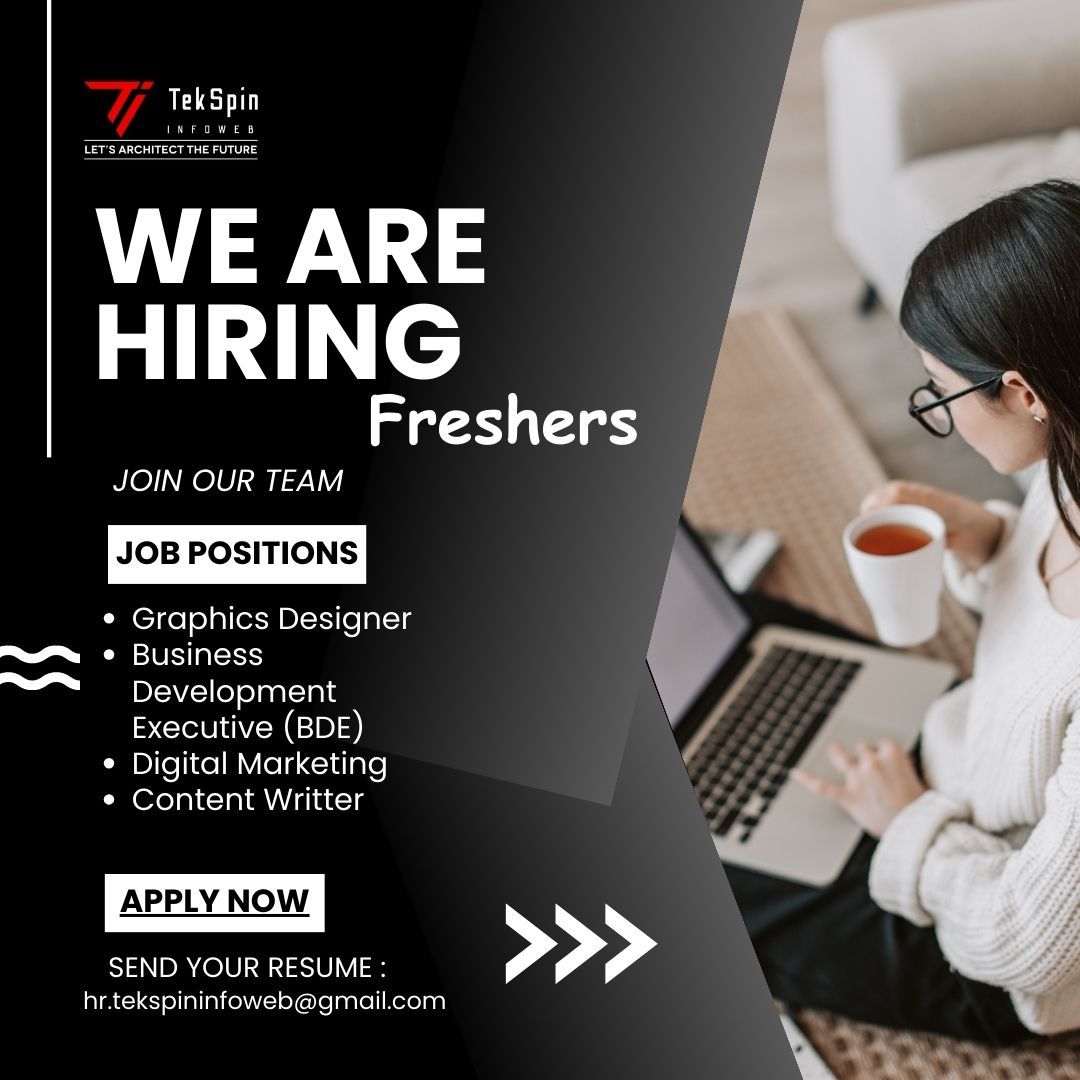 TekSpin
INFOWEB
LET'S ARCHITECT THE FUTURE
WE ARE
HIRING
Freshers
JOIN OUR TEAM
JOB POSITIONS
• Graphics Designer
• Business
Development
Executive (BDE)
• Digital Marketing
• Content Writter
APPLY NOW
SEND YOUR RESUME :
hr.tekspininfoweb@gmail.com